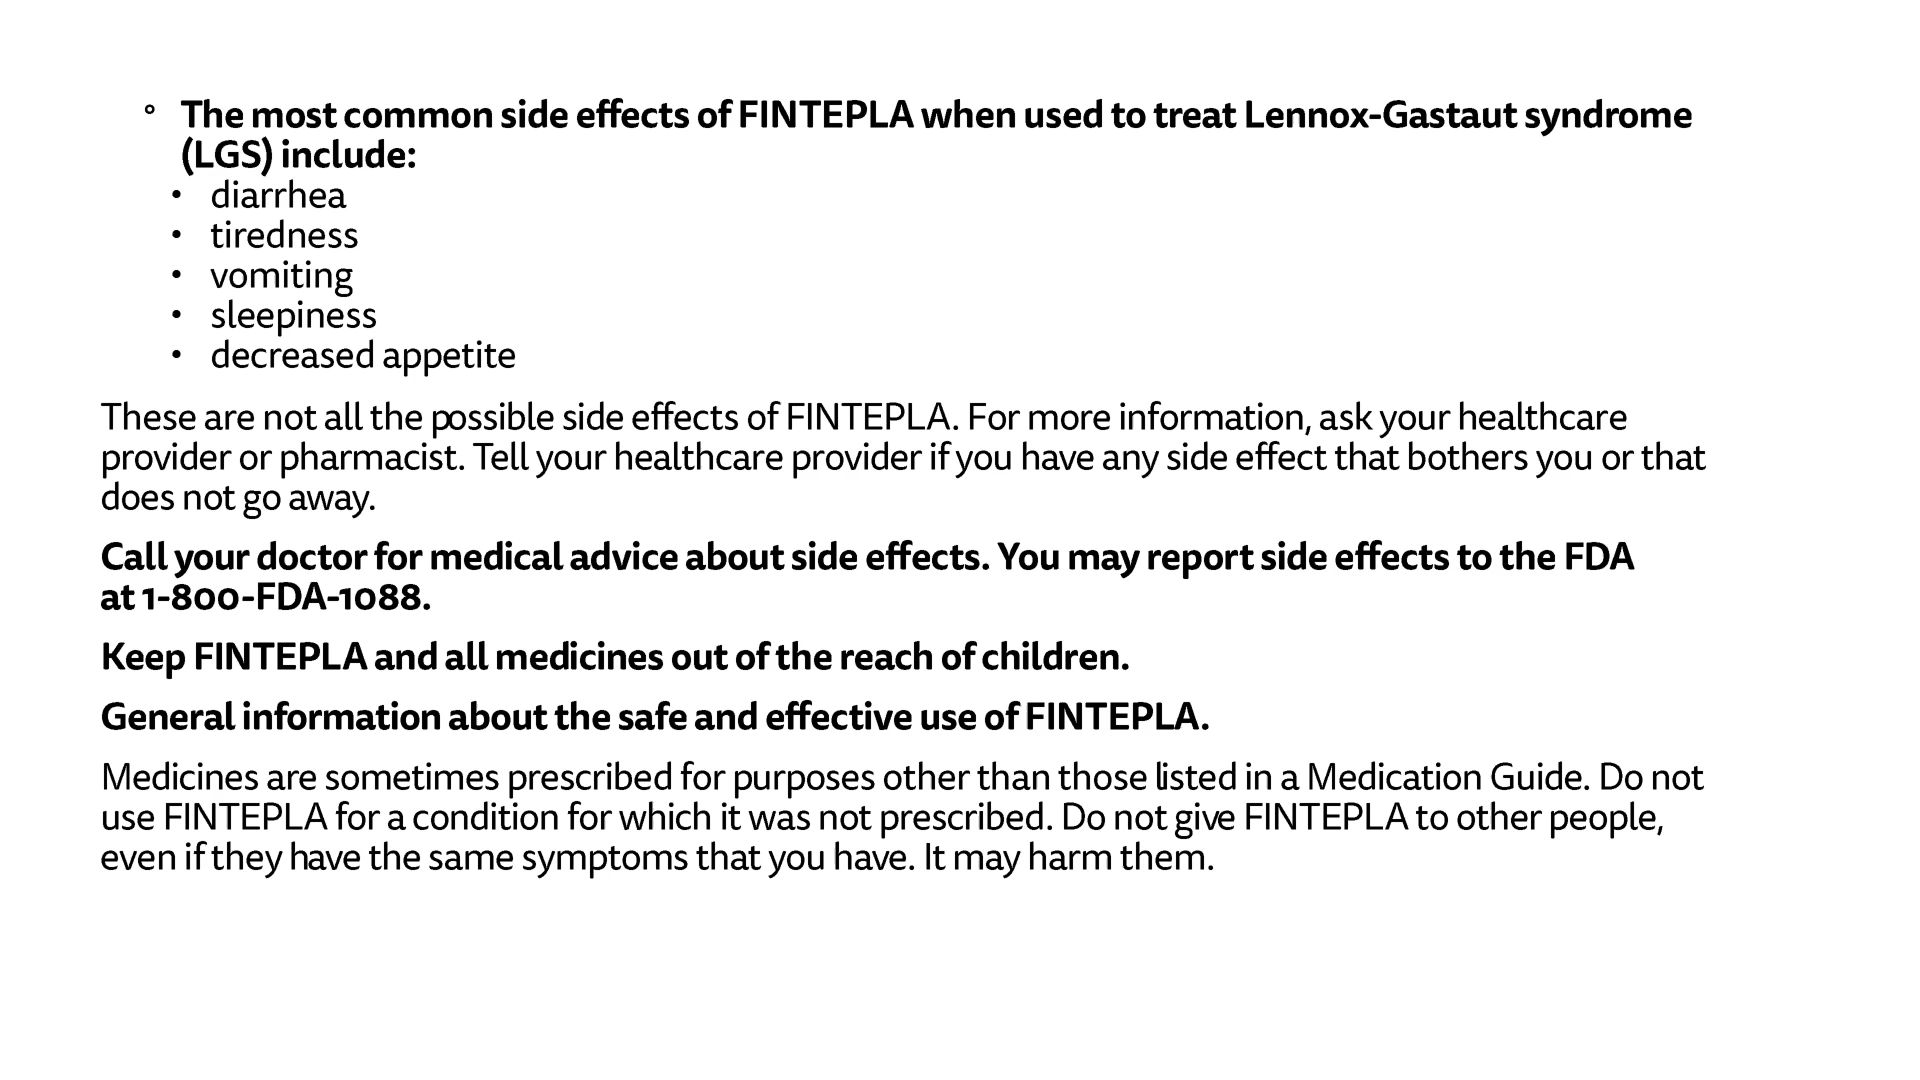 ° The most common side effects of FINTEPLA when used to treat Lennox-Gastaut syndrome
(LGS) include:
• diarrhea
• tiredness
• vomiting
• sleepiness
• decreased appetite
These are not all the possible side effects of FINTEPLA. For more information, ask your healthcare
provider or pharmacist. Tell your healthcare provider if you have any side effect that bothers you or that
does not go away.
Call your doctor for medical advice about side effects. You may report side effects to the FDA
at 1-800-FDA-1088.
Keep FINTEPLA and all medicines out of the reach of children.
General information about the safe and effective use of FINTEPLA.
Medicines are sometimes prescribed for purposes other than those listed in a Medication Guide. Do not
use FINTEPLA for a condition for which it was not prescribed. Do not give FINTEPLA to other people,
even if they have the same symptoms that you have. It may harm them.